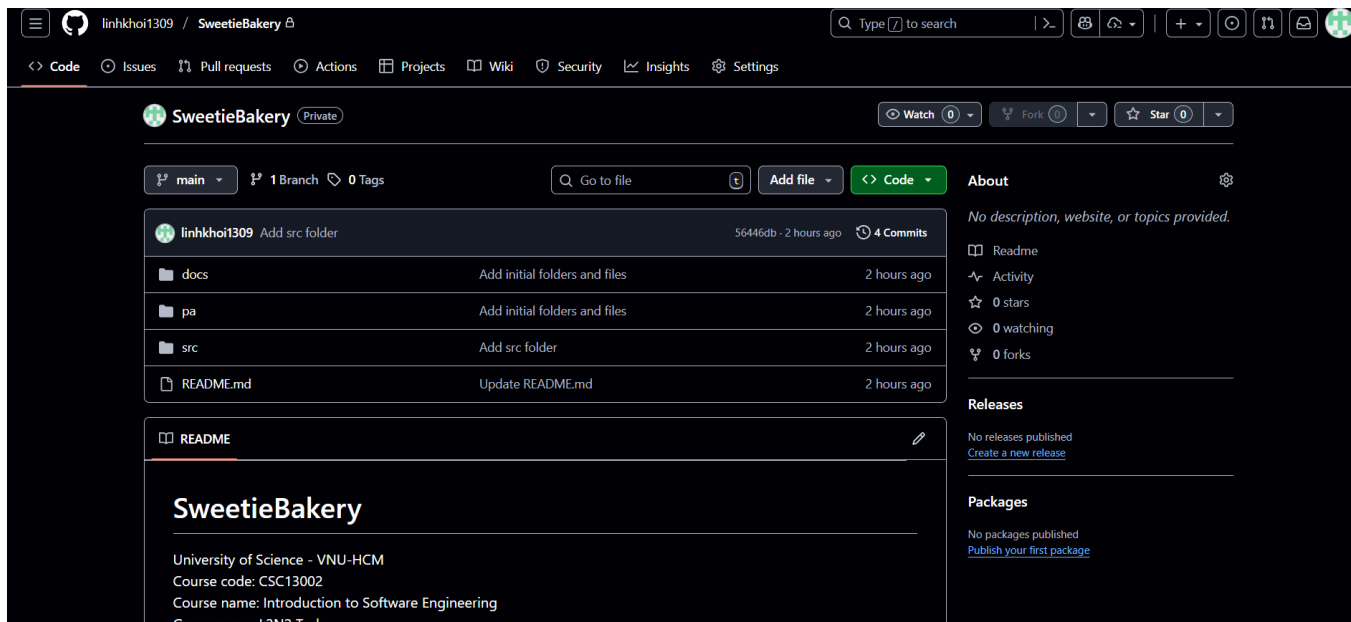 linhkhoi1309 / SweetieBakery Type / to search
Code Issues Pull requests Actions Projects Wiki Security Insights Settings
SweetieBakery Private Watch 0 Fork 0 Star 0
main 1 Branch 0 Tags Go to file t Add file Code
linhkhoi1309 Add src folder 56446db · 2 hours ago 4 Commits
docs Add initial folders and files 2 hours ago
pa Add initial folders and files 2 hours ago
src Add src folder 2 hours ago
README.md Update README.md 2 hours ago
README
SweetieBakery
University of Science - VNU-HCM
Course code: CSC13002
Course name: Introduction to Software Engineering
About
No description, website, or topics provided.
Readme
Activity
0 stars
0 watching
0 forks
Releases
No releases published
Create a new release
Packages
No packages published
Publish your first package